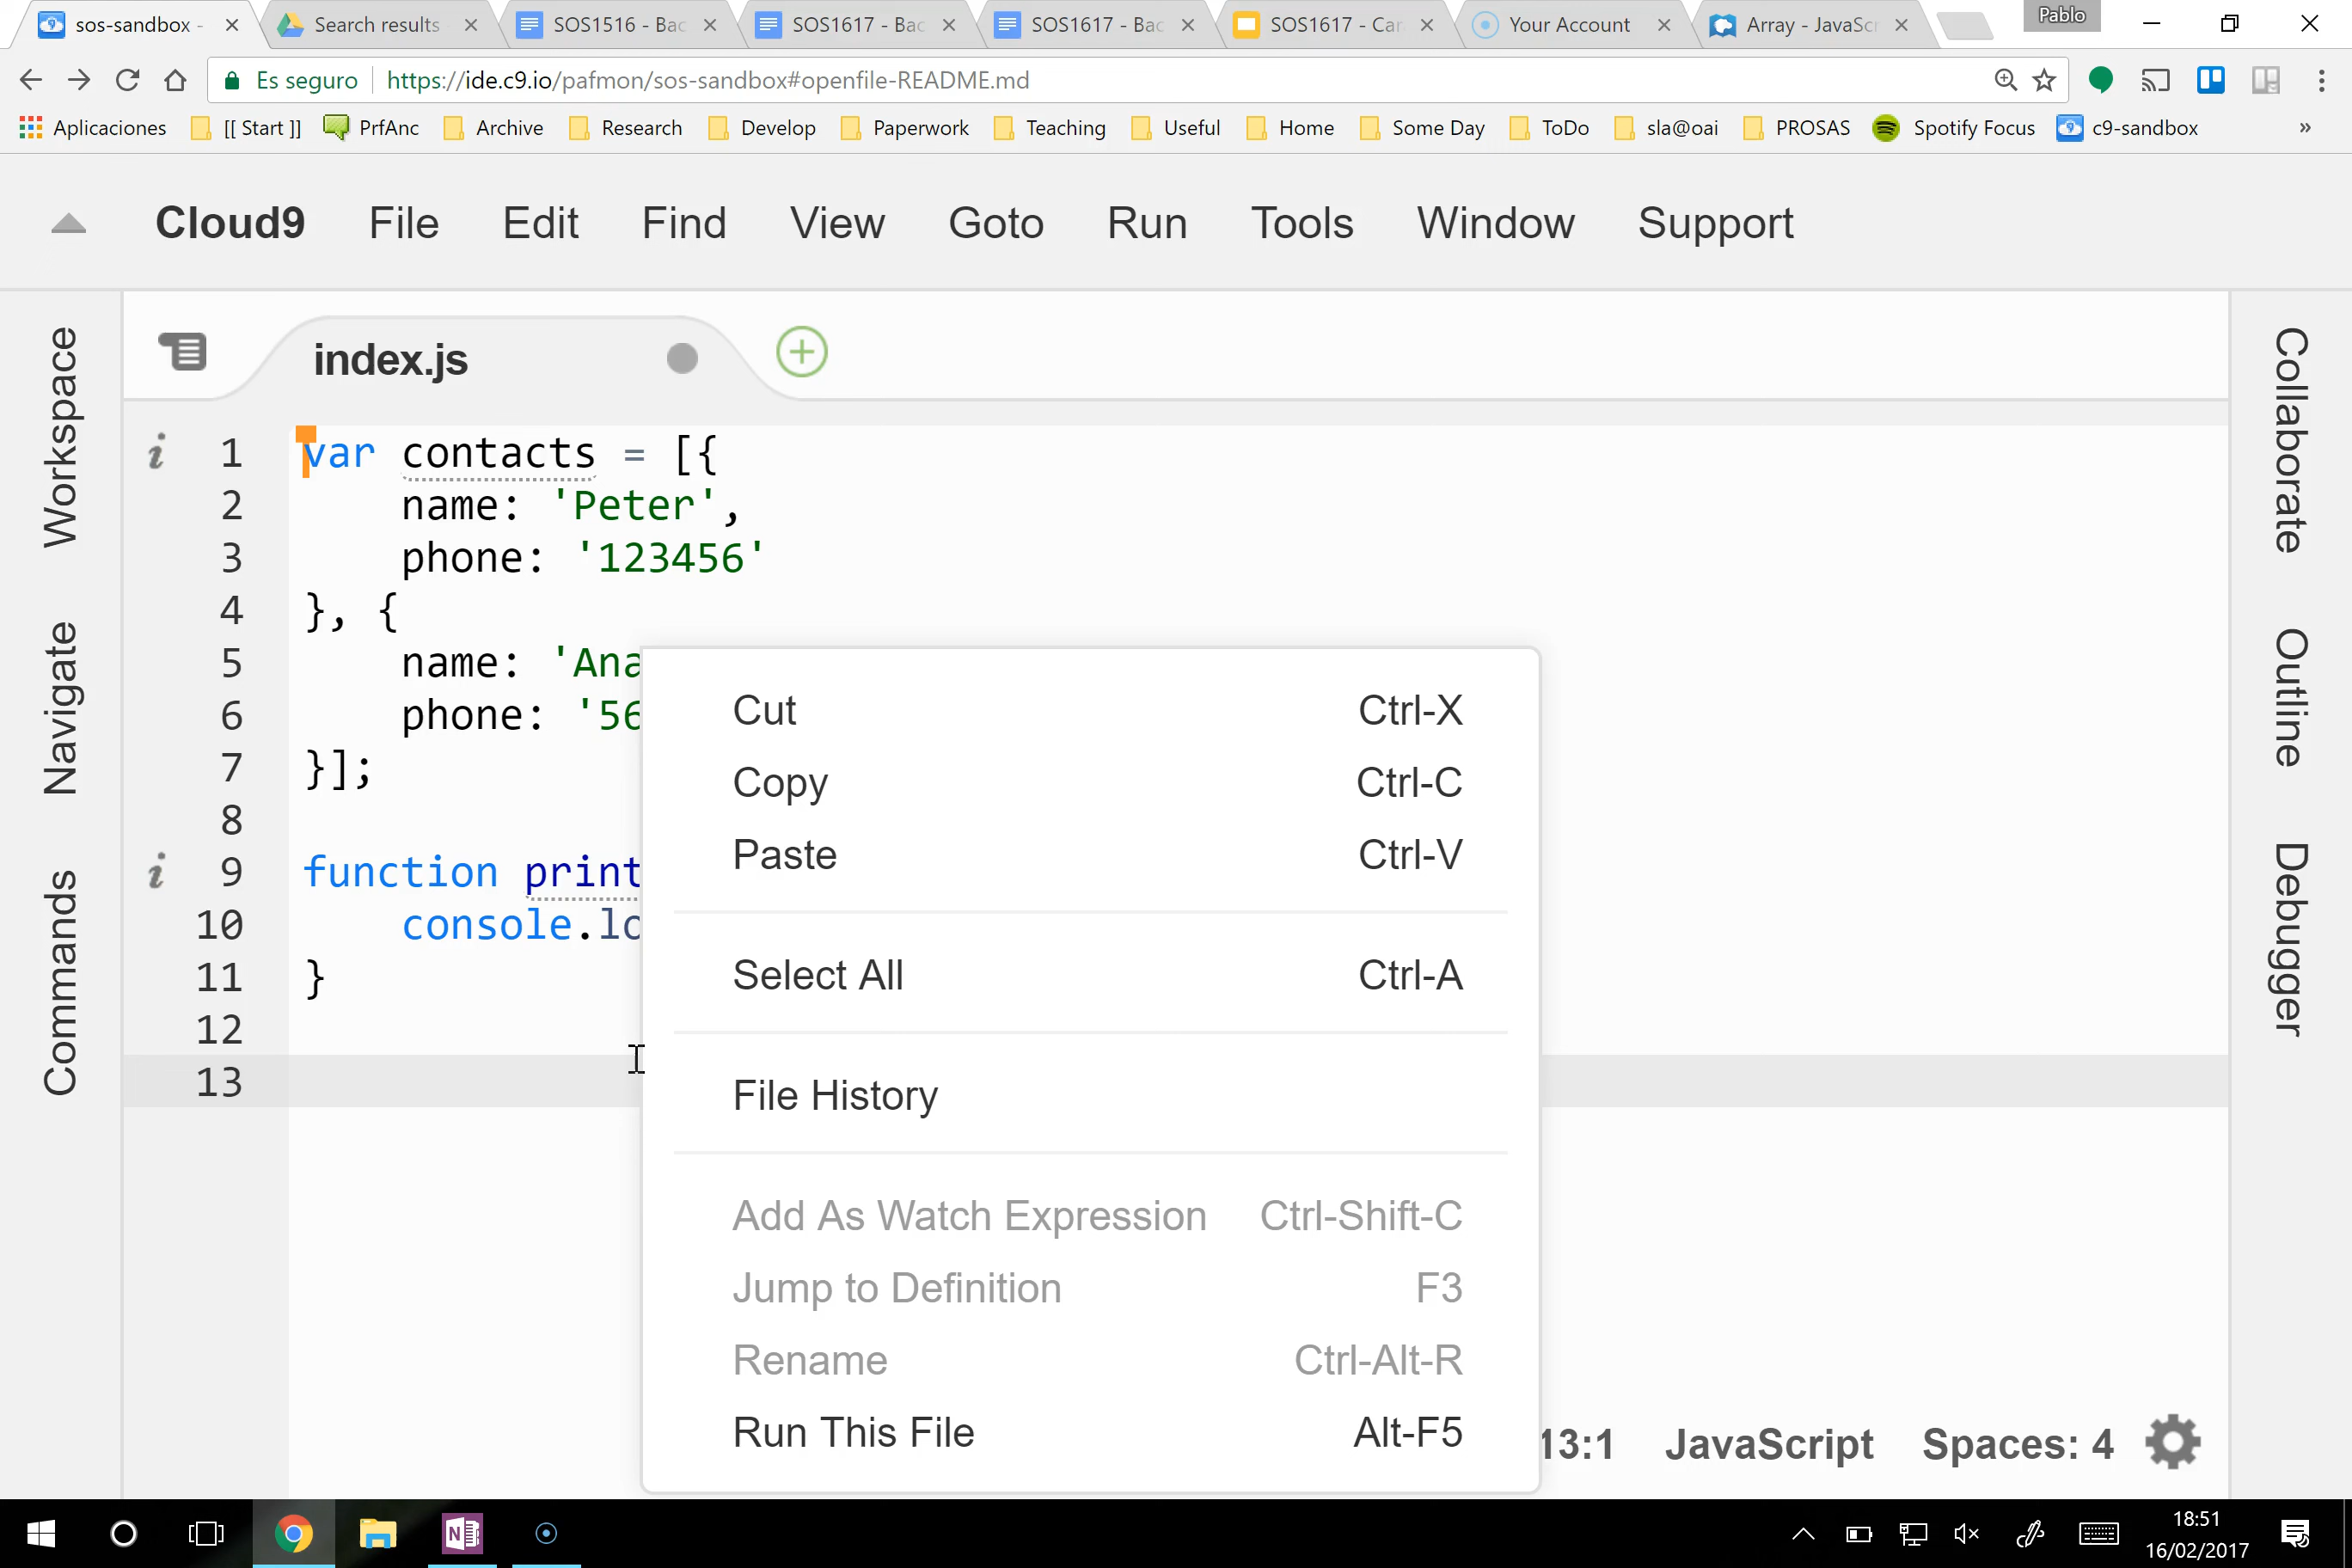 sos-sandbox -
Search results
SOS1516 - Bac
SOS1617 - Bac
SOS1617 - Bac
SOS1617 - Car
Your Account
Array - JavaScr
Pablo
Es seguro
https://ide.c9.io/pafmon/sos-sandbox#openfile-README.md
Aplicaciones
[[ Start ]]
PrfAnc
Archive
Research
Develop
Paperwork
Teaching
Useful
Home
Some Day
ToDo
sla@oai
PROSAS
Spotify Focus
c9-sandbox
»
Cloud9 File Edit Find View Goto Run Tools Window Support
Workspace
Navigate
Commands
index.js
1 var contacts = [{
2 name: 'Peter',
3 phone: '123456'
4 }, {
5 name: 'Ana
6 phone: '56
7 }];
8
9 function print
10 console.lo
11 }
12
13
Cut Ctrl-X
Copy Ctrl-C
Paste Ctrl-V
Select All Ctrl-A
File History
Add As Watch Expression Ctrl-Shift-C
Jump to Definition F3
Rename Ctrl-Alt-R
Run This File Alt-F5
13:1 JavaScript Spaces: 4
Collaborate
Outline
Debugger
18:51
16/02/2017